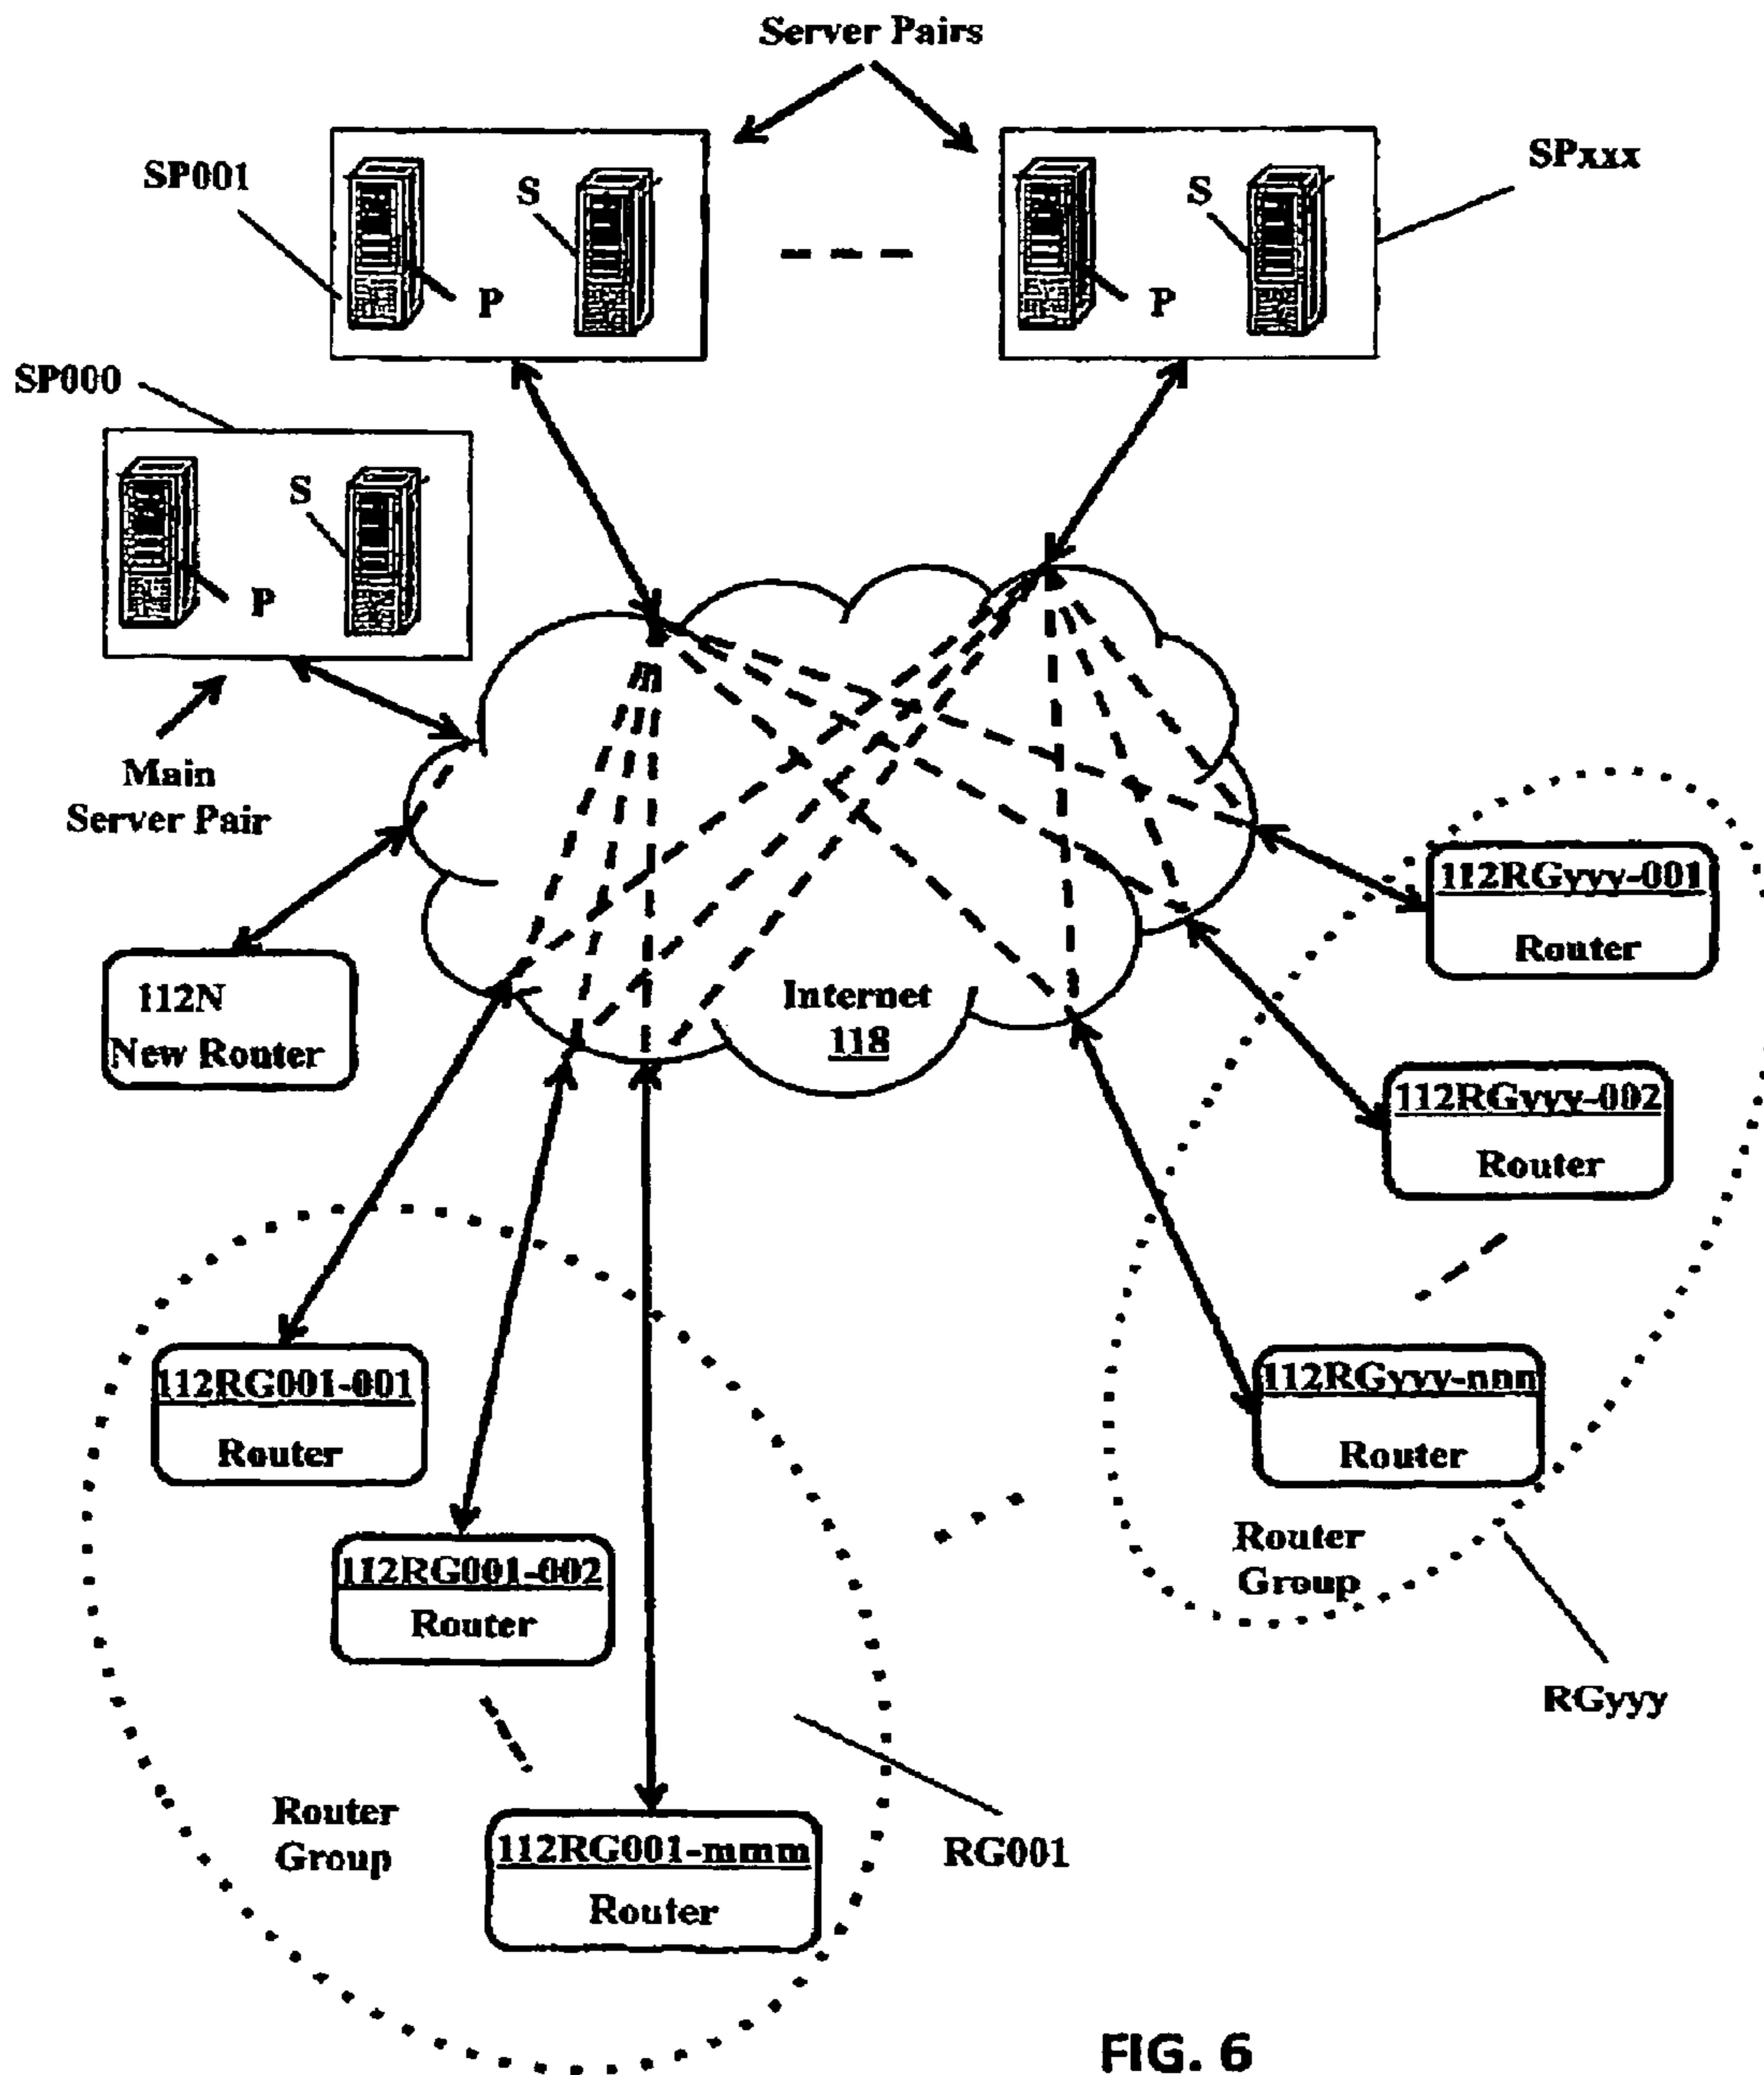 Server Pairs
SP001
S
P
S
P
SPxxx
SP000
S
P
Main
Server Pair
112N
New Router
Internet
118
112RGyyy-001
Router
112RGyyy-002
Router
112RGyyy-nnn
Router
Router
Group
RGyyy
112RG001-001
Router
112RG001-002
Router
112RG001-mmm
Router
Router
Group
RG001
FIG. 6